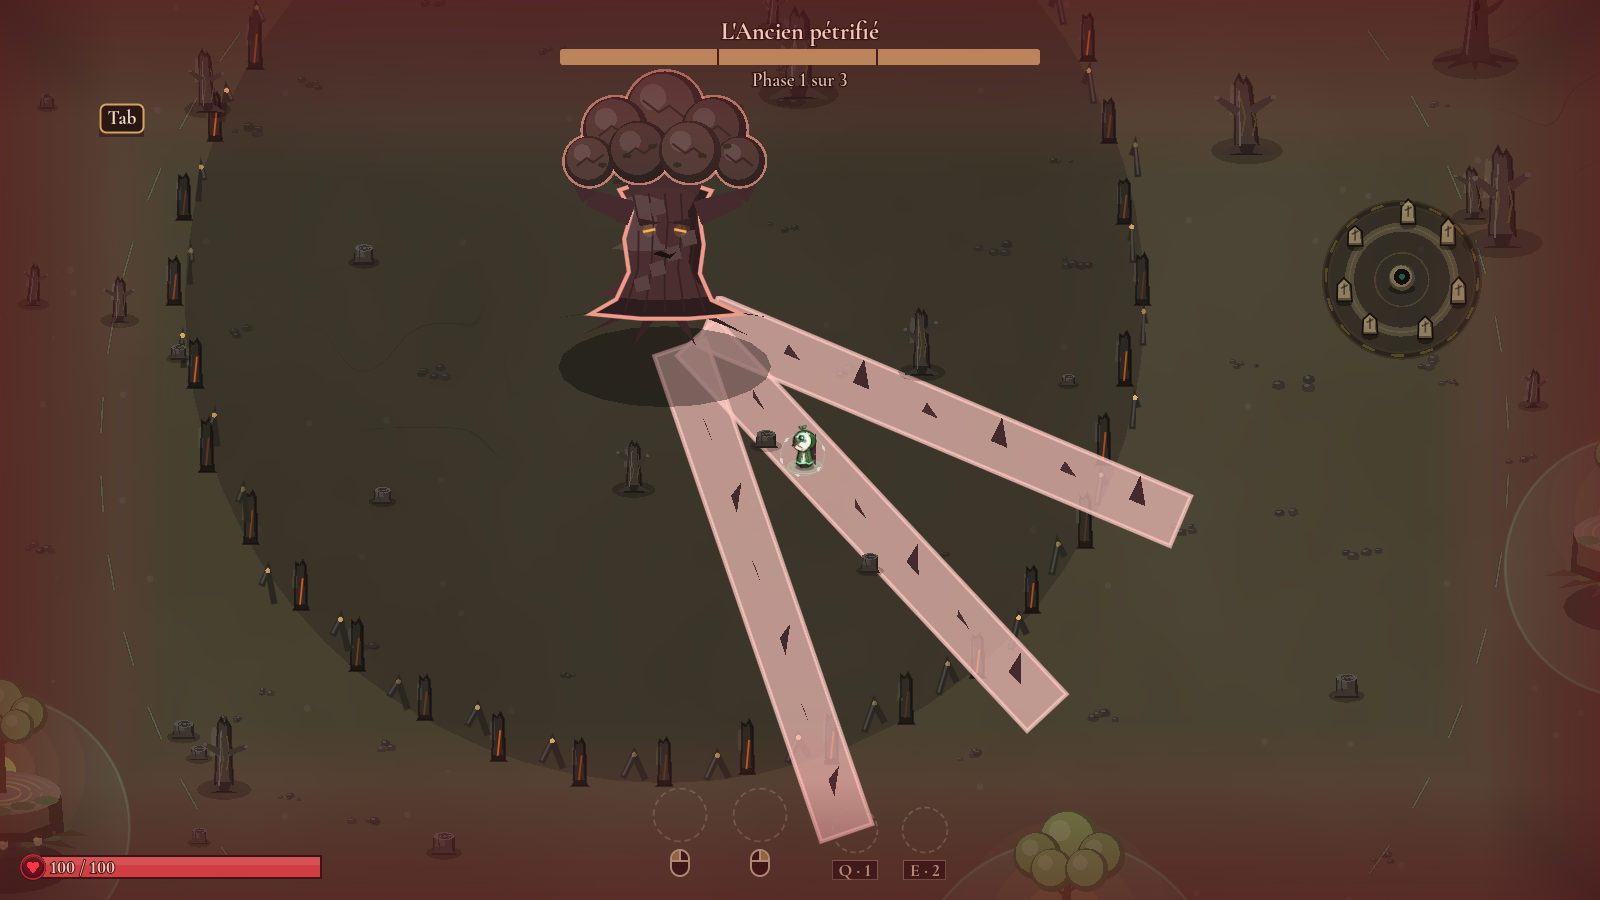 L'Ancien pétrifié
Phase 1 sur 3
Tab
100 / 100
Q · 1
E · 2